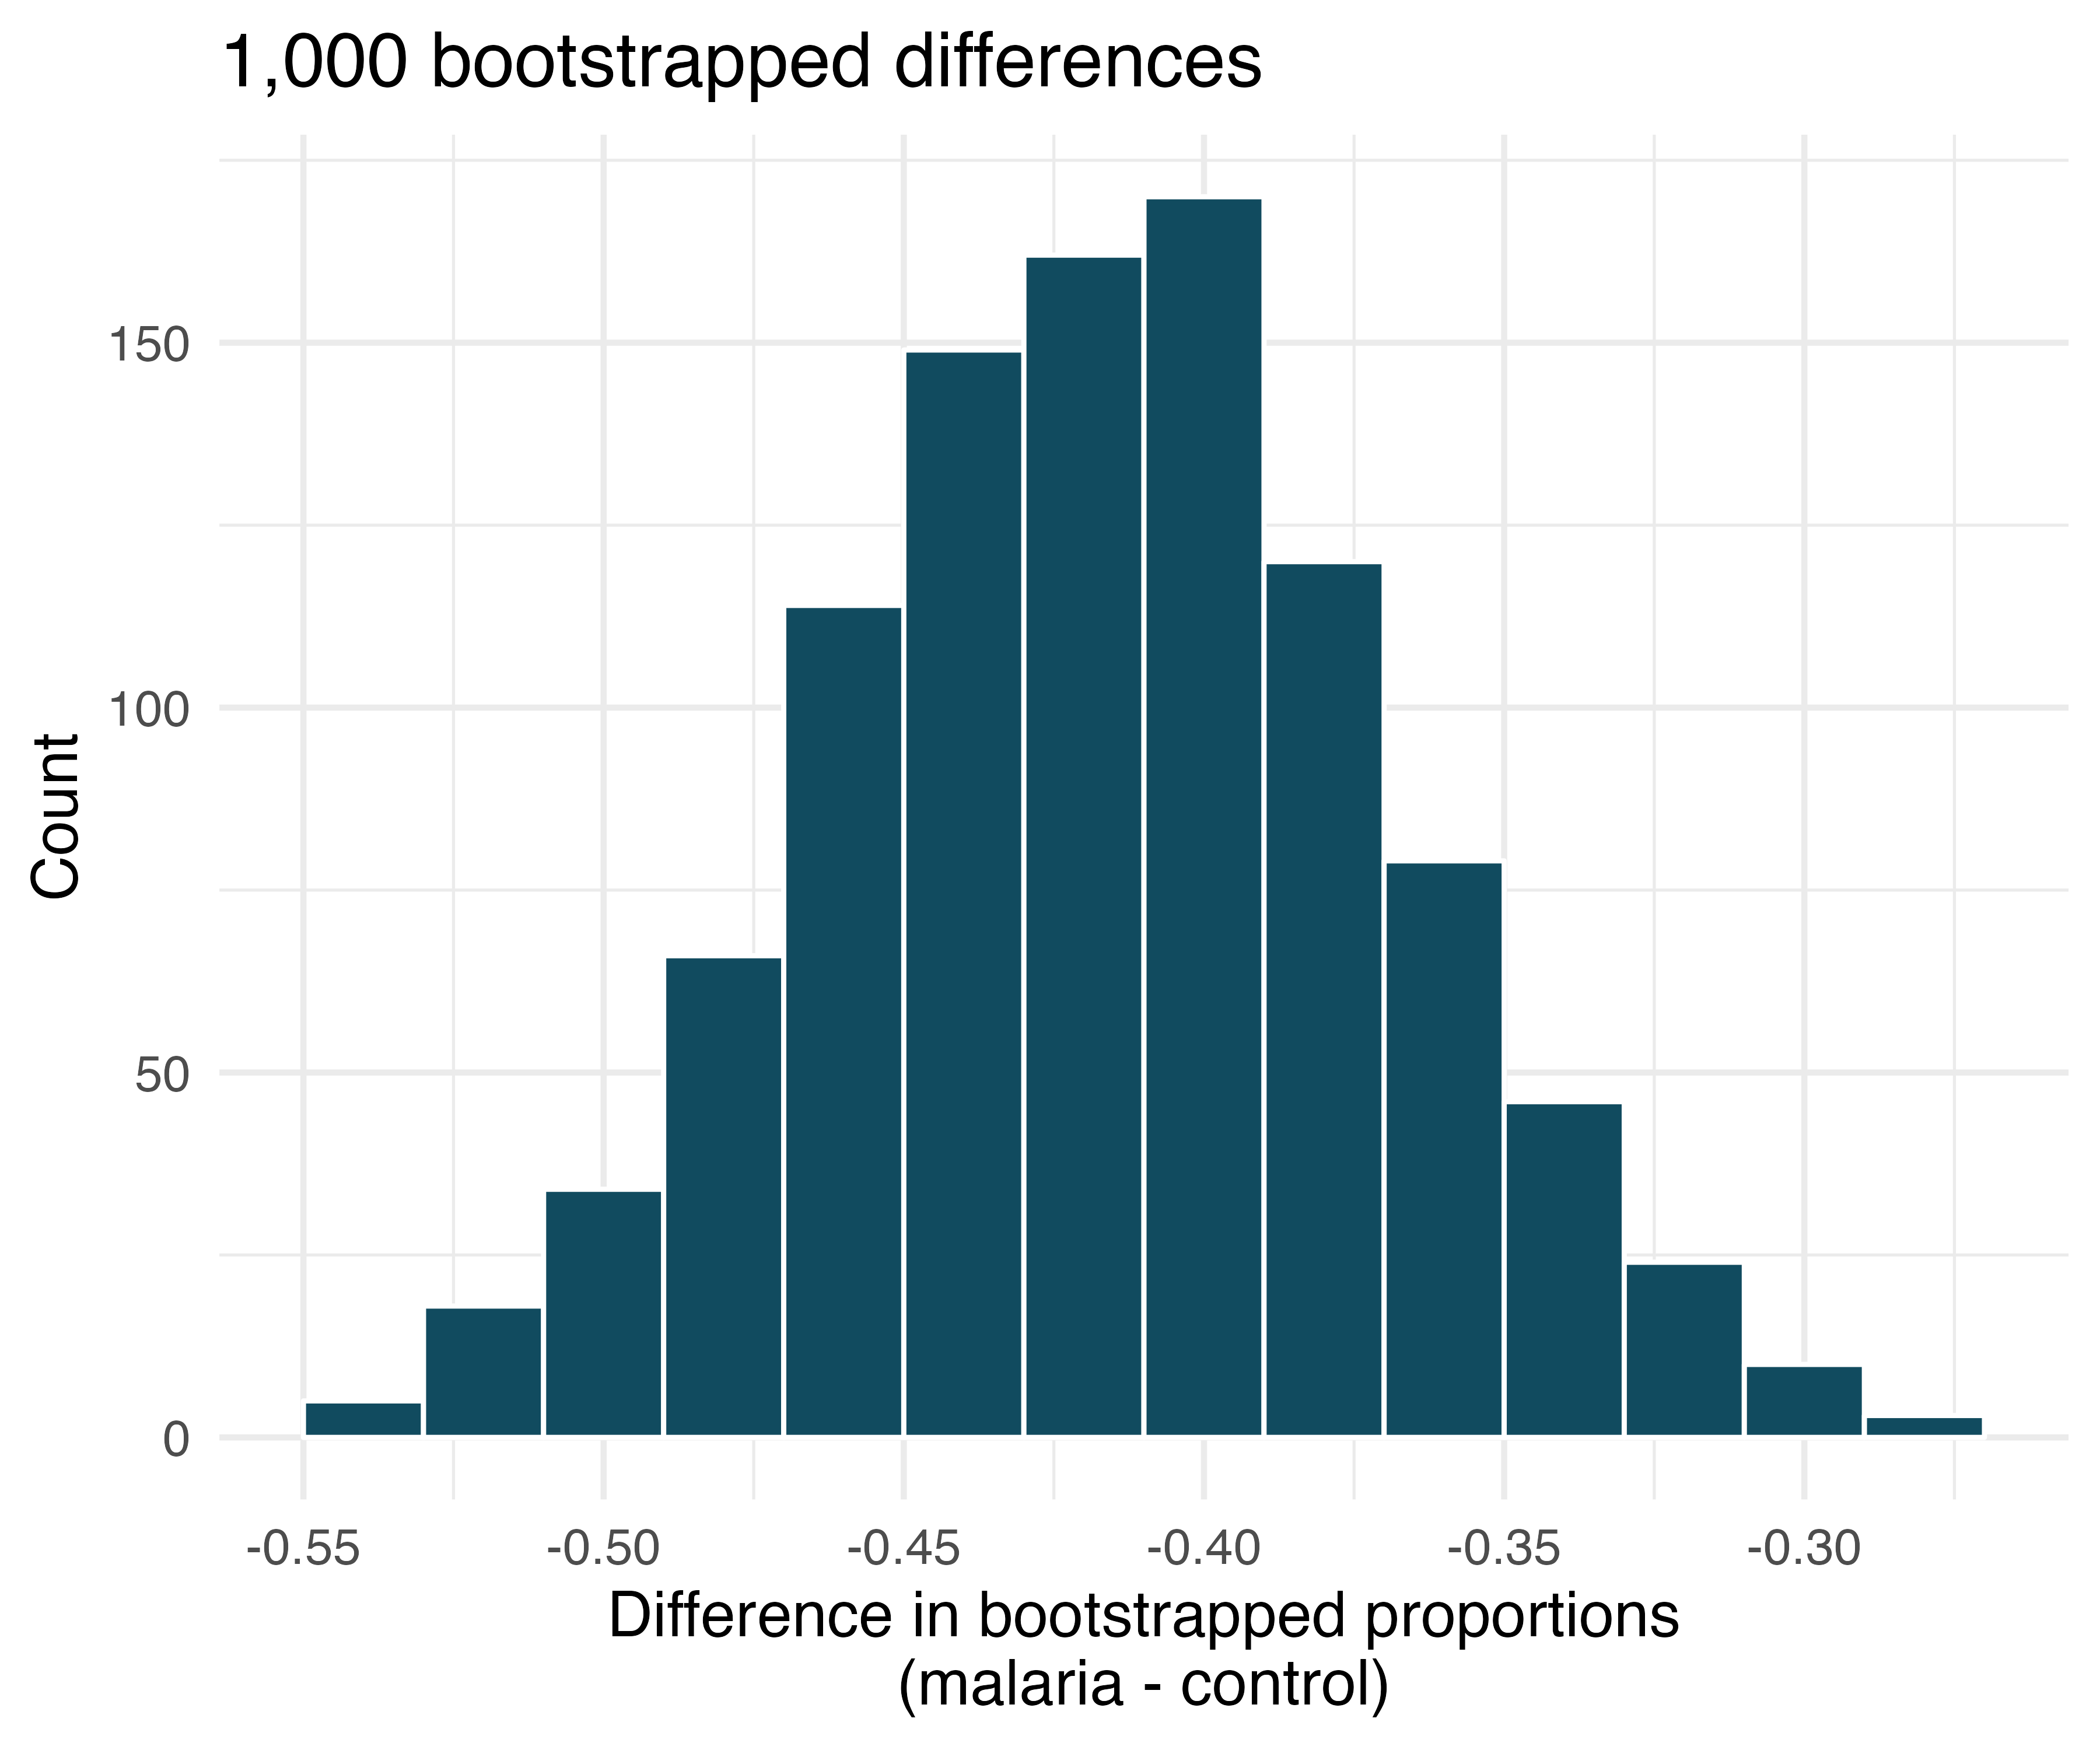 1,000 bootstrapped differences
Count
150
100
50
0
-0.55 -0.50 -0.45 -0.40 -0.35 -0.30
Difference in bootstrapped proportions
(malaria - control)